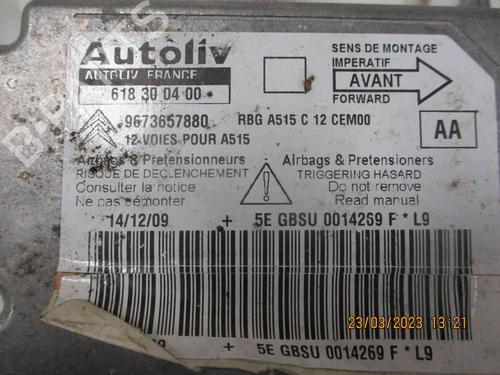 Autoliv
AUTOLIV FRANCE
618 30 04 00
SENS DE MONTAGE
IMPERATIF
AVANT
FORWARD
9673657880 RBG A515 C 12 CEM00
12 VOIES POUR A515
AA
Airbags & Pretensionneurs
RISQUE DE DECLENCHEMENT
Consulter la notice
Ne pas démonter
Airbags & Pretensioners
TRIGGERING HASARD
Do not remove
Read manual
14/12/09 + 5E GBSU 0014269 F * L9
+ 5E GBSU 0014269 F * L9
23/03/2023 13:21